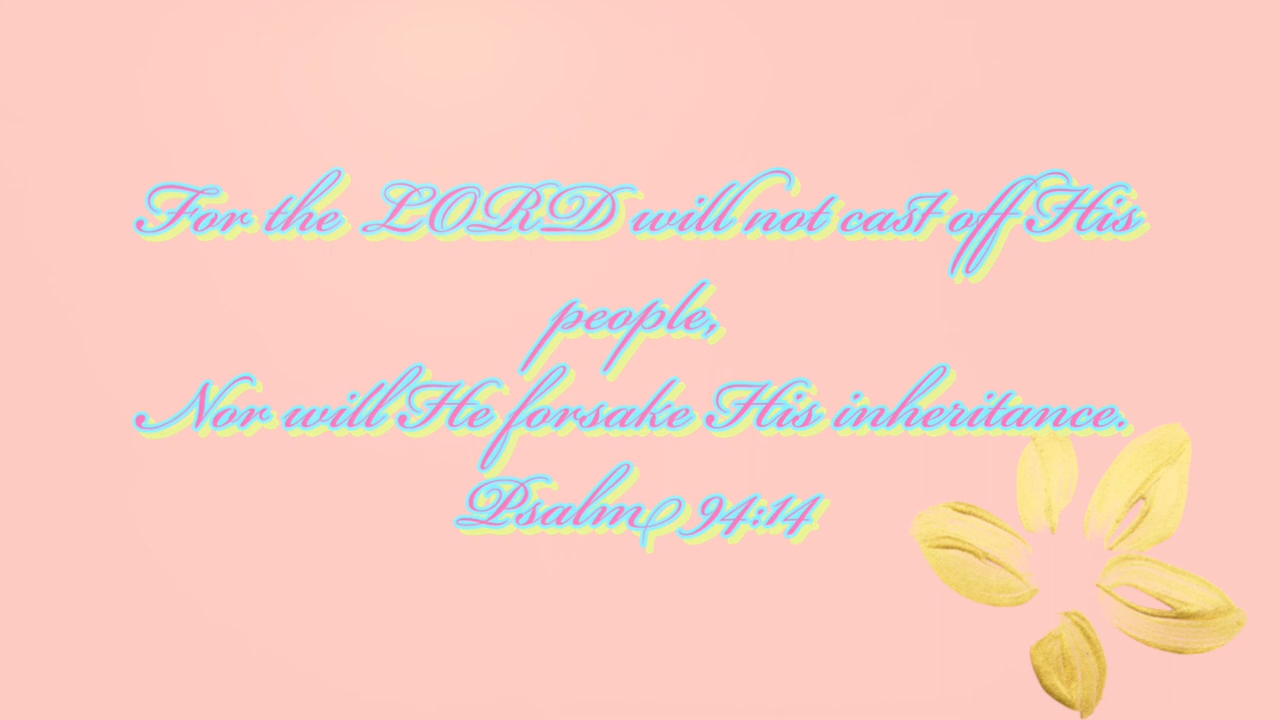 For the LORD will not cast off His
people,
Nor will He forsake His inheritance.
Psalm 94:14